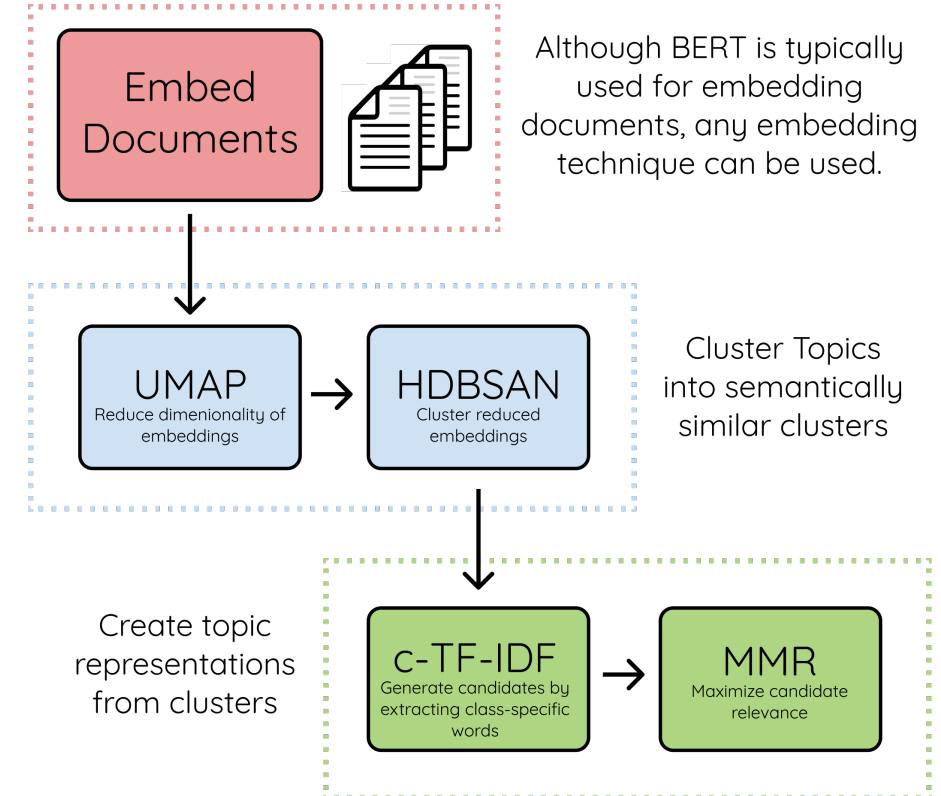 Embed
Documents
Although BERT is typically
used for embedding
documents, any embedding
technique can be used.
UMAP
Reduce dimenionality of
embeddings
HDBSAN
Cluster reduced
embeddings
Cluster Topics
into semantically
similar clusters
Create topic
representations
from clusters
c-TF-IDF
Generate candidates by
extracting class-specific
words
MMR
Maximize candidate
relevance